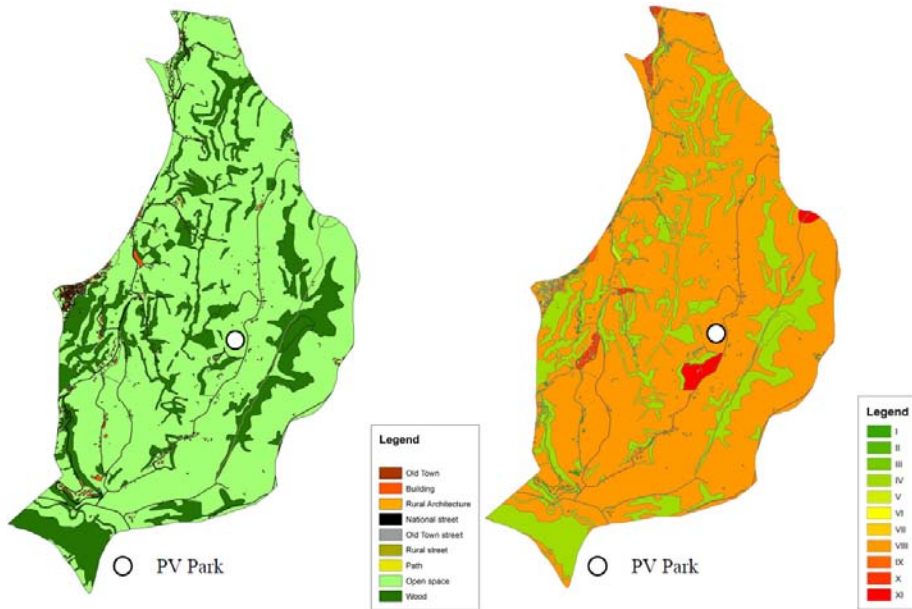 Legend
Old Town
Building
Rural Architecture
National street
Old Town street
Rural street
Path
Open space
Wood
PV Park
Legend
I
II
III
IV
V
VI
VII
VIII
IX
X
XI
PV Park